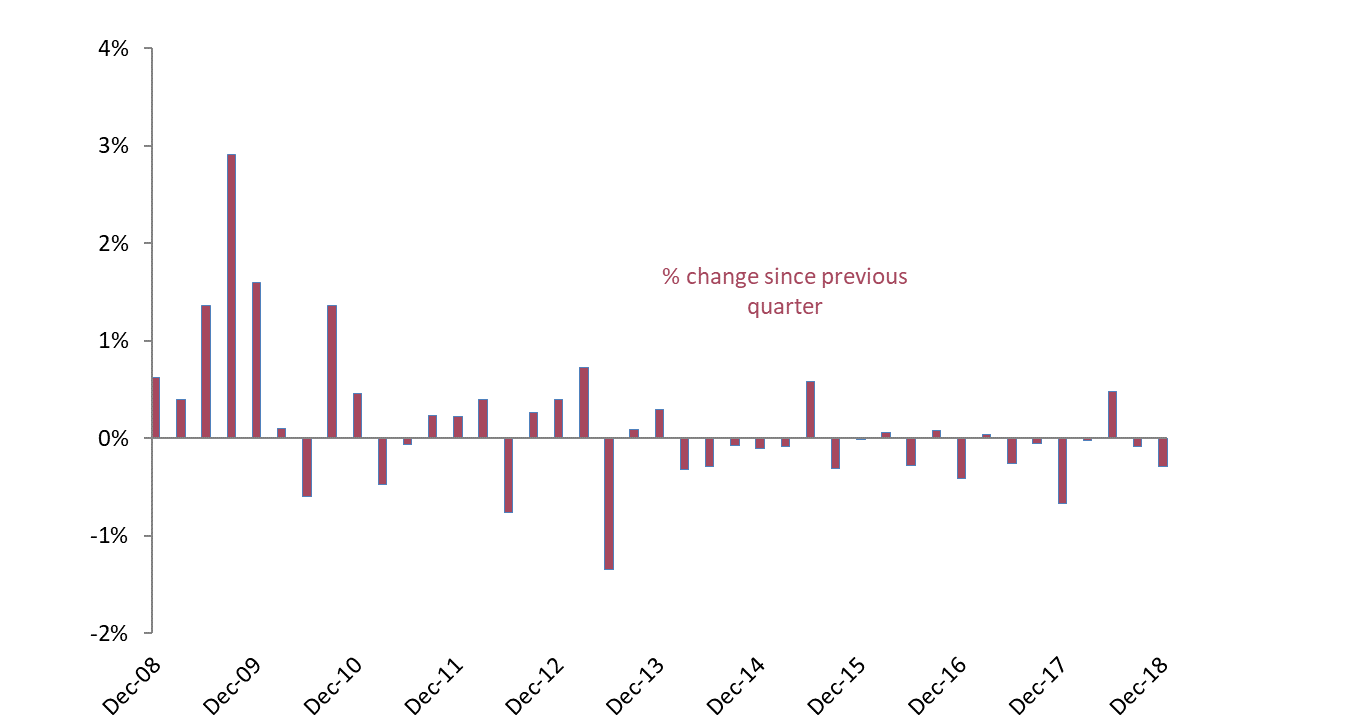 4%
3%
2%
% change since previous
quarter
1%
0%
-1%
-2%
Dec-08
Dec-09
Dec-10
Dec-11
Dec-12
Dec-13
Dec-14
Dec-15
Dec-16
Dec-17
Dec-18